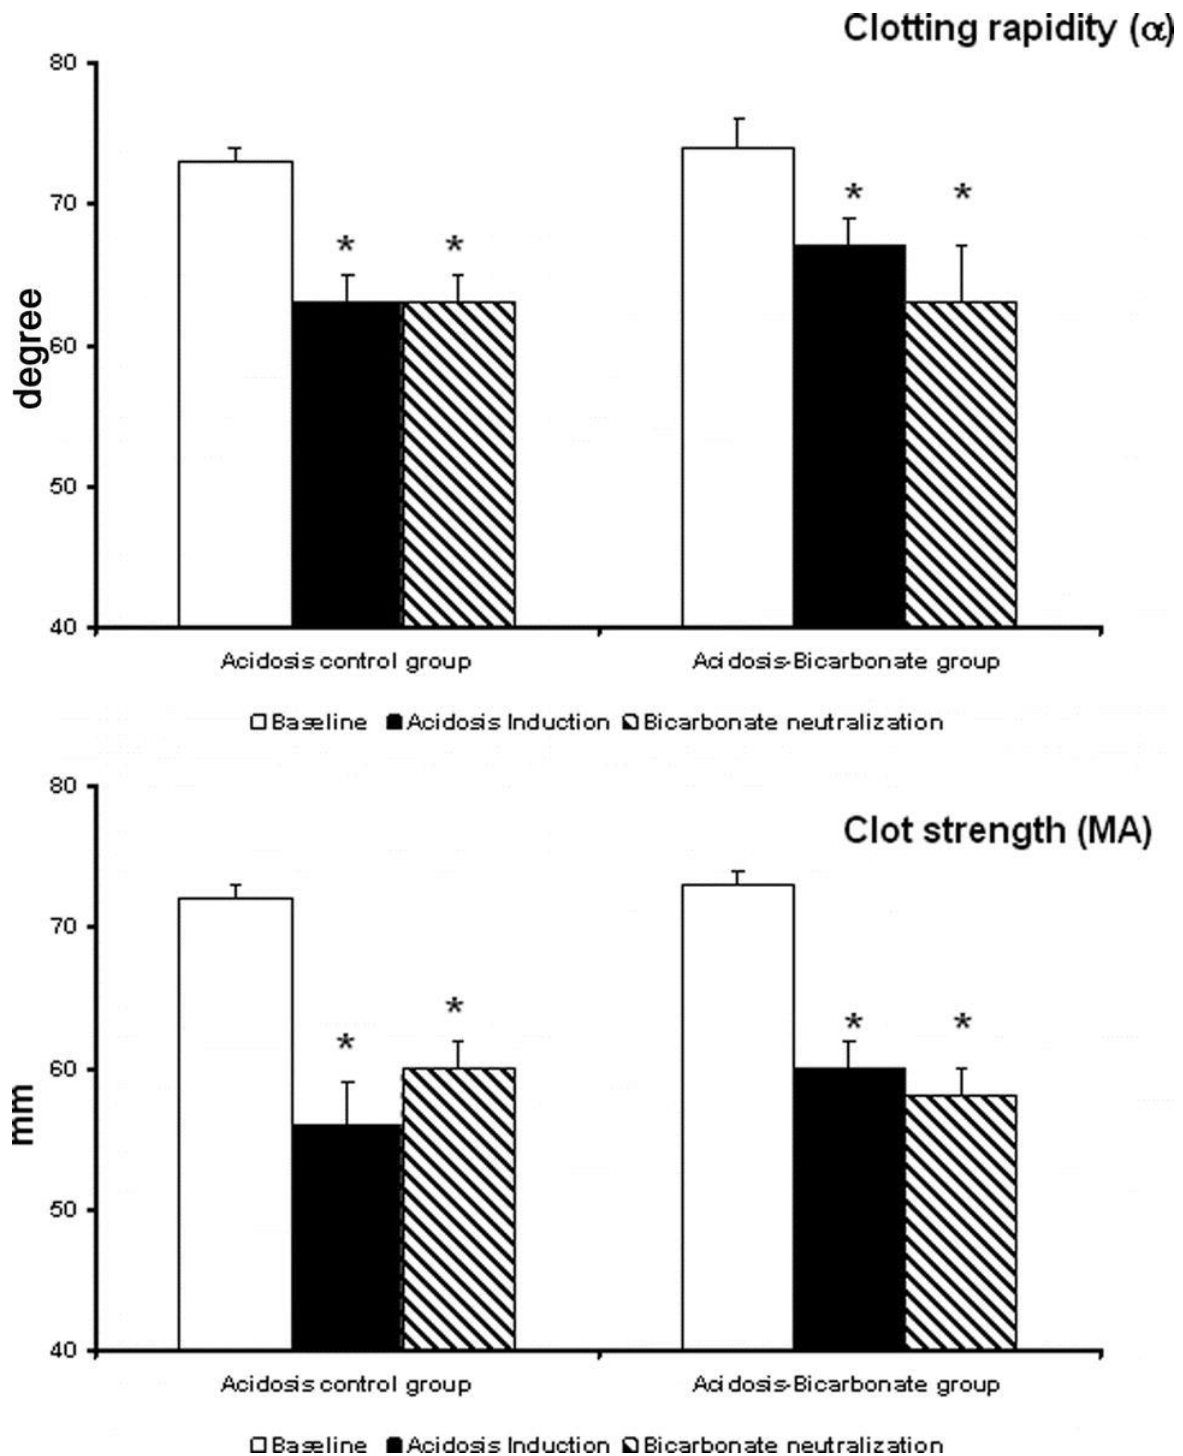 Clotting rapidity (α)
80
70
60
50
40
degree
*
*
*
*
Acidosis control group
Acidosis-Bicarbonate group
Baseline Acidosis Induction Bicarbonate neutralization
Clot strength (MA)
80
70
60
50
40
mm
*
*
*
*
Acidosis control group
Acidosis-Bicarbonate group
Baseline Acidosis Induction Bicarbonate neutralization